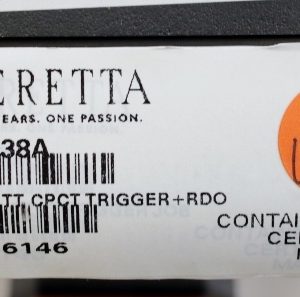 ERETTA
EARS. ONE PASSION.
38A
TT CPCT TRIGGER+RDO
6146
CONTAI
CE